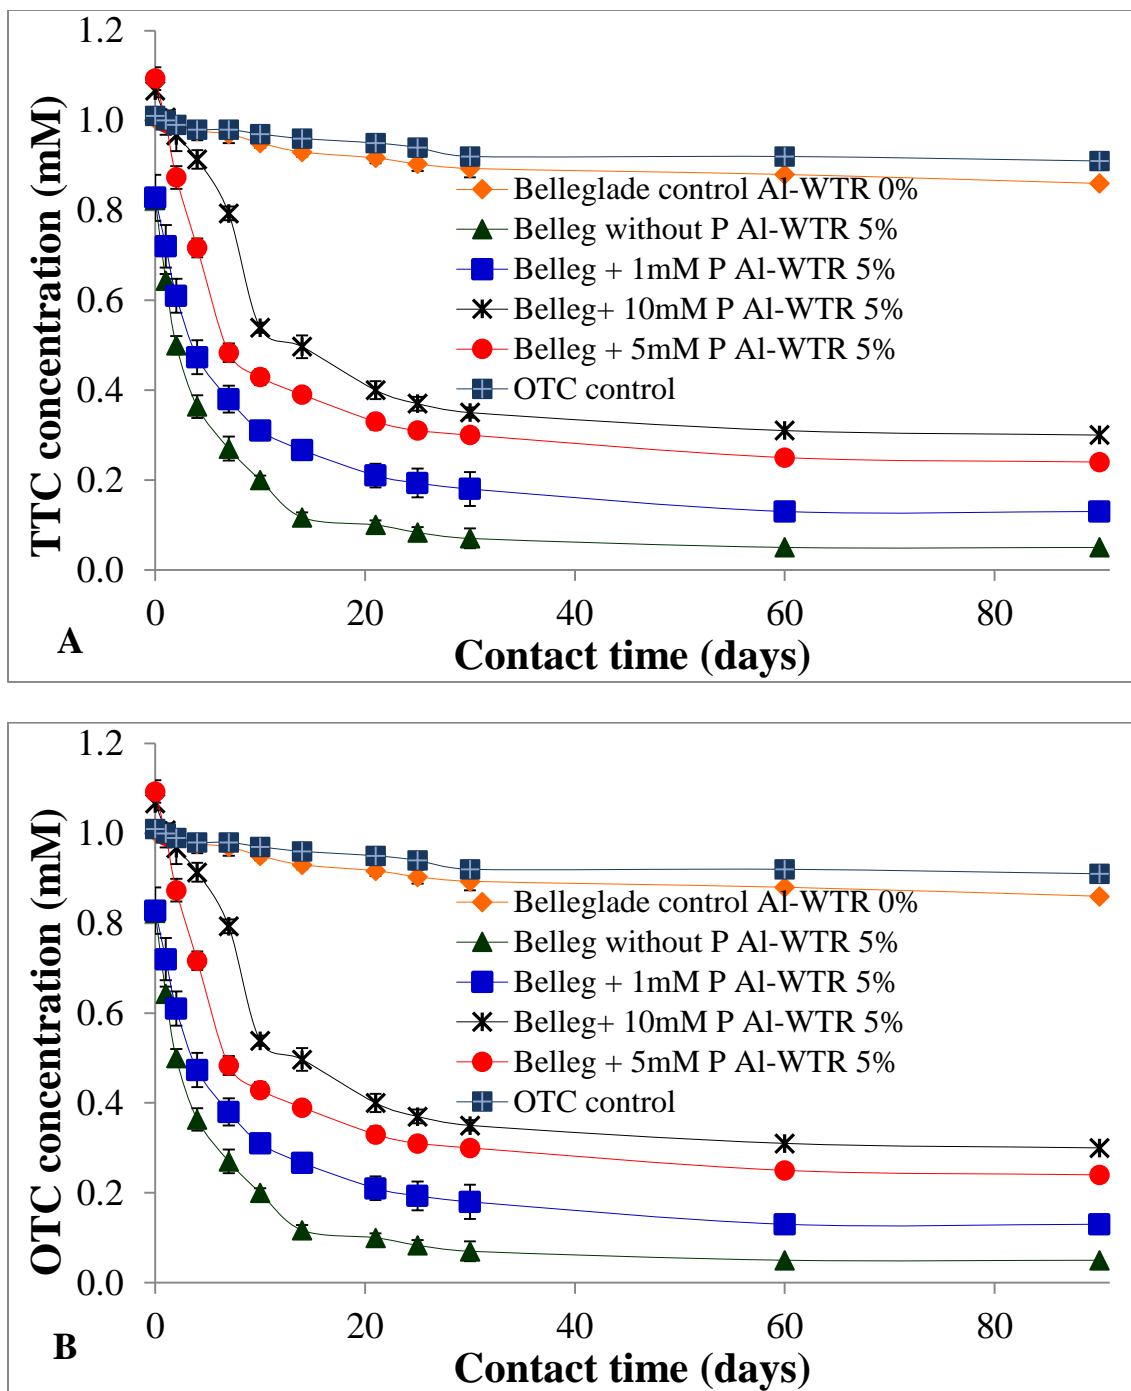 1.2
1.0
0.8
0.6
0.4
0.2
0.0
TTC concentration (mM)
Belleglade control Al-WTR 0%
Belleg without P Al-WTR 5%
Belleg + 1mM P Al-WTR 5%
Belleg+ 10mM P Al-WTR 5%
Belleg + 5mM P Al-WTR 5%
OTC control
0 20 40 60 80
A
Contact time (days)
1.2
1.0
0.8
0.6
0.4
0.2
0.0
OTC concentration (mM)
Belleglade control Al-WTR 0%
Belleg without P Al-WTR 5%
Belleg + 1mM P Al-WTR 5%
Belleg+ 10mM P Al-WTR 5%
Belleg + 5mM P Al-WTR 5%
OTC control
0 20 40 60 80
B
Contact time (days)